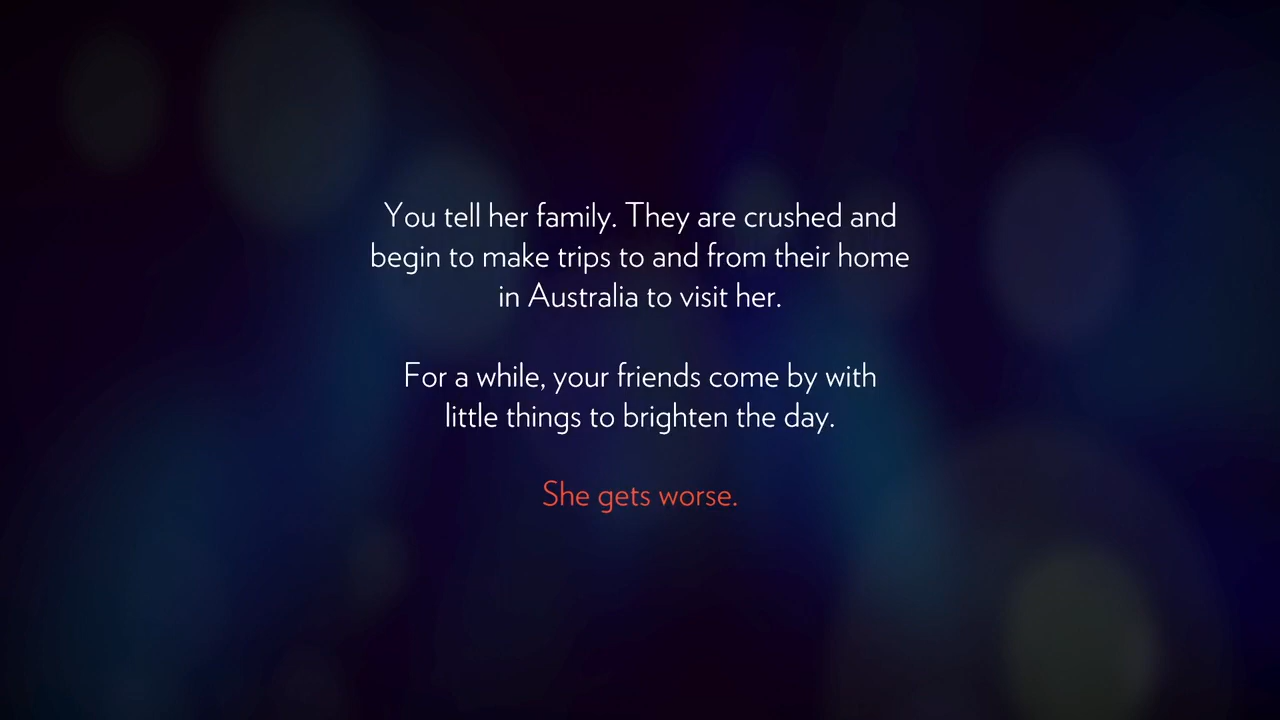 You tell her family. They are crushed and
begin to make trips to and from their home
in Australia to visit her.
For a while, your friends come by with
little things to brighten the day.
She gets worse.